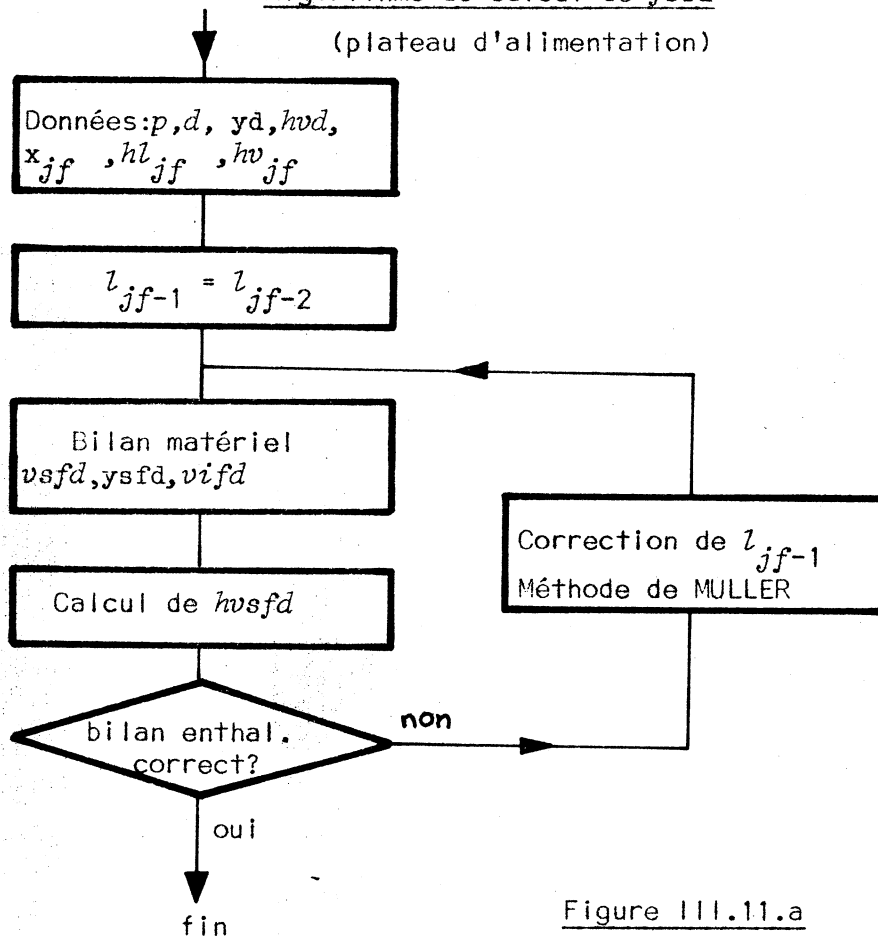 (plateau d'alimentation)
Données:p,d, yd,hvd,
x_jf ,hl_jf ,hv_jf
l_jf-1 = l_jf-2
Bilan matériel
vsfd,ysfd,vifd
Calcul de hvsfd
Correction de l_jf-1
Méthode de MULLER
bilan enthal.
correct?
non
oui
fin
Figure III.11.a